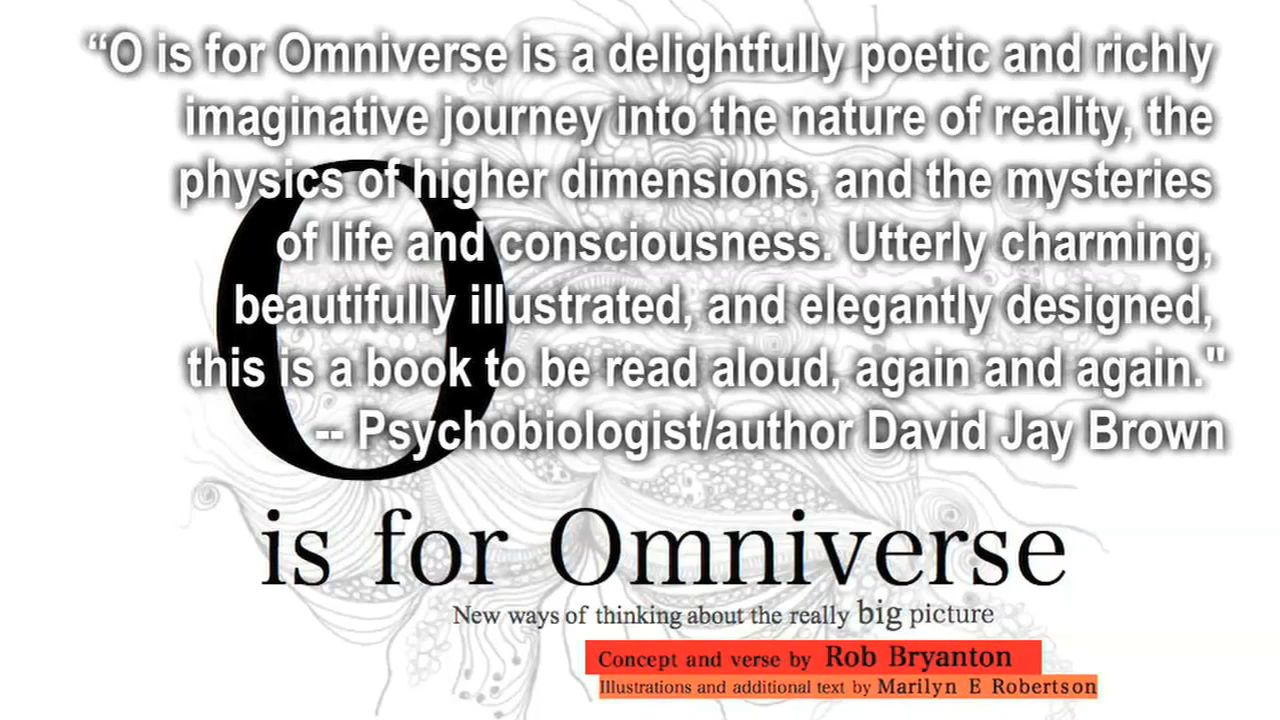 “O is for Omniverse is a delightfully poetic and richly
imaginative journey into the nature of reality, the
physics of higher dimensions, and the mysteries
of life and consciousness. Utterly charming,
beautifully illustrated, and elegantly designed,
this is a book to be read aloud, again and again."
-- Psychobiologist/author David Jay Brown
O
is for Omniverse
New ways of thinking about the really big picture
Concept and verse by Rob Bryanton
Illustrations and additional text by Marilyn E Robertson